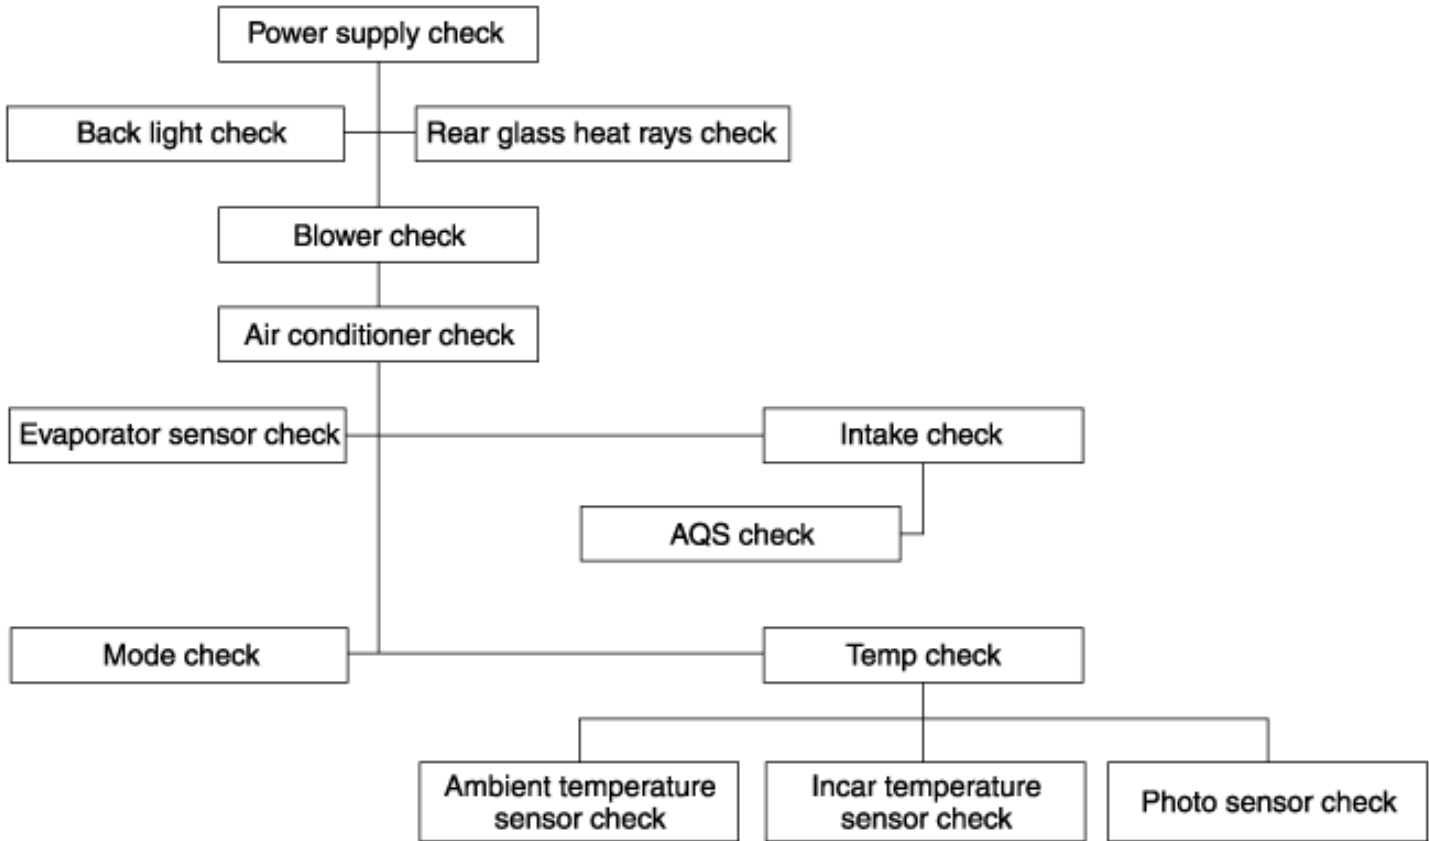 Power supply check
Back light check
Rear glass heat rays check
Blower check
Air conditioner check
Evaporator sensor check
Intake check
AQS check
Mode check
Temp check
Ambient temperature
sensor check
Incar temperature
sensor check
Photo sensor check